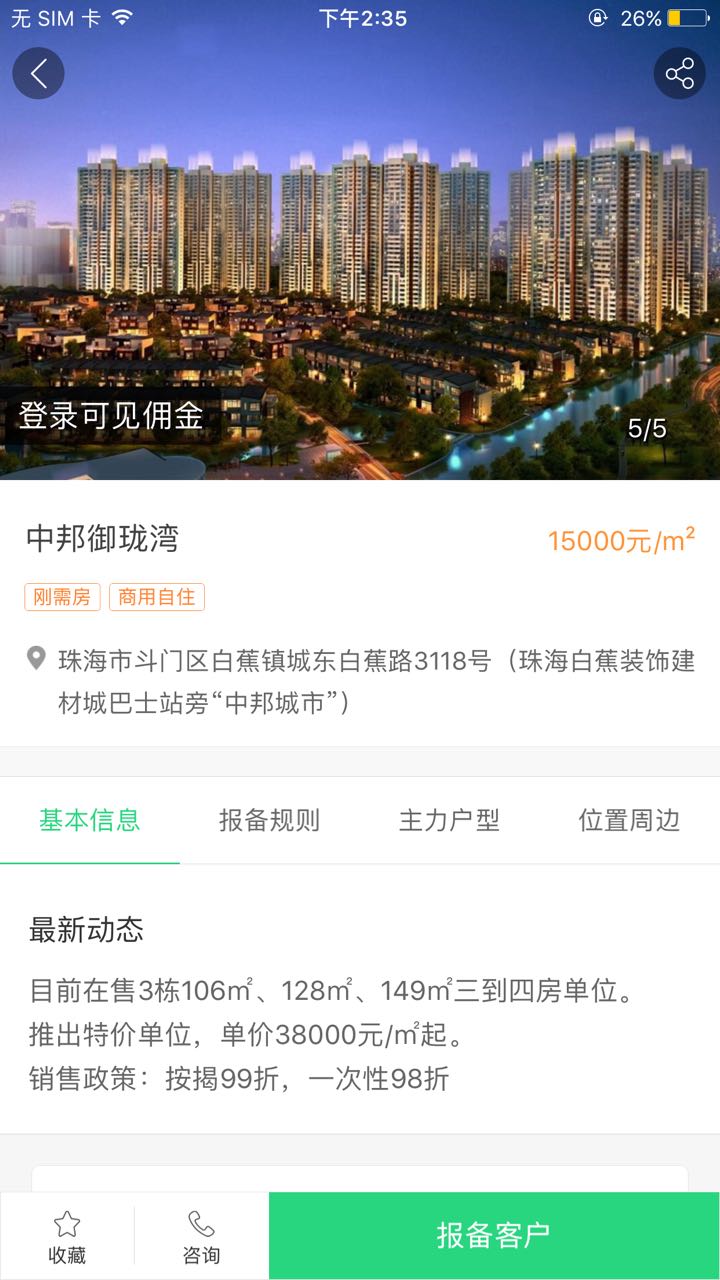 无 SIM 卡 下午2:35 26%
登录可见佣金
5/5
中邦御珑湾 15000元/m²
刚需房 商用自住
珠海市斗门区白蕉镇城东白蕉路3118号（珠海白蕉装饰建
材城巴士站旁“中邦城市”）
基本信息 报备规则 主力户型 位置周边
最新动态
目前在售3栋106㎡、128㎡、149㎡三到四房单位。
推出特价单位，单价38000元/㎡起。
销售政策：按揭99折，一次性98折
收藏 咨询 报备客户